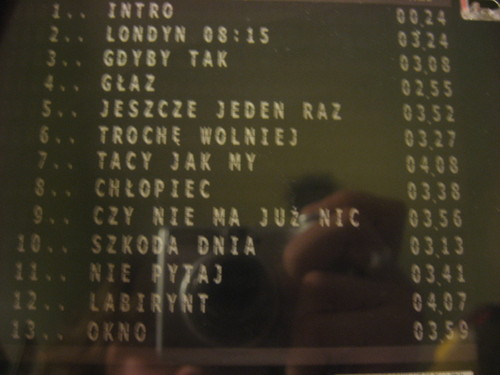 1.. INTRO 00.24
2.. LONDYN 08:15 03.24
3.. GDYBY TAK 03.08
4.. GŁAZ 02.55
5.. JESZCZE JEDEN RAZ 03.52
6.. TROCHĘ WOLNIEJ 03.27
7.. TACY JAK MY 04.08
8.. CHŁOPIEC 03.38
9.. CZY NIE MA JUŻ NIC 03.56
10.. SZKODA DNIA 03.13
11.. NIE PYTAJ 03.41
12.. LABIRYNT 04.07
13.. OKNO 03.59